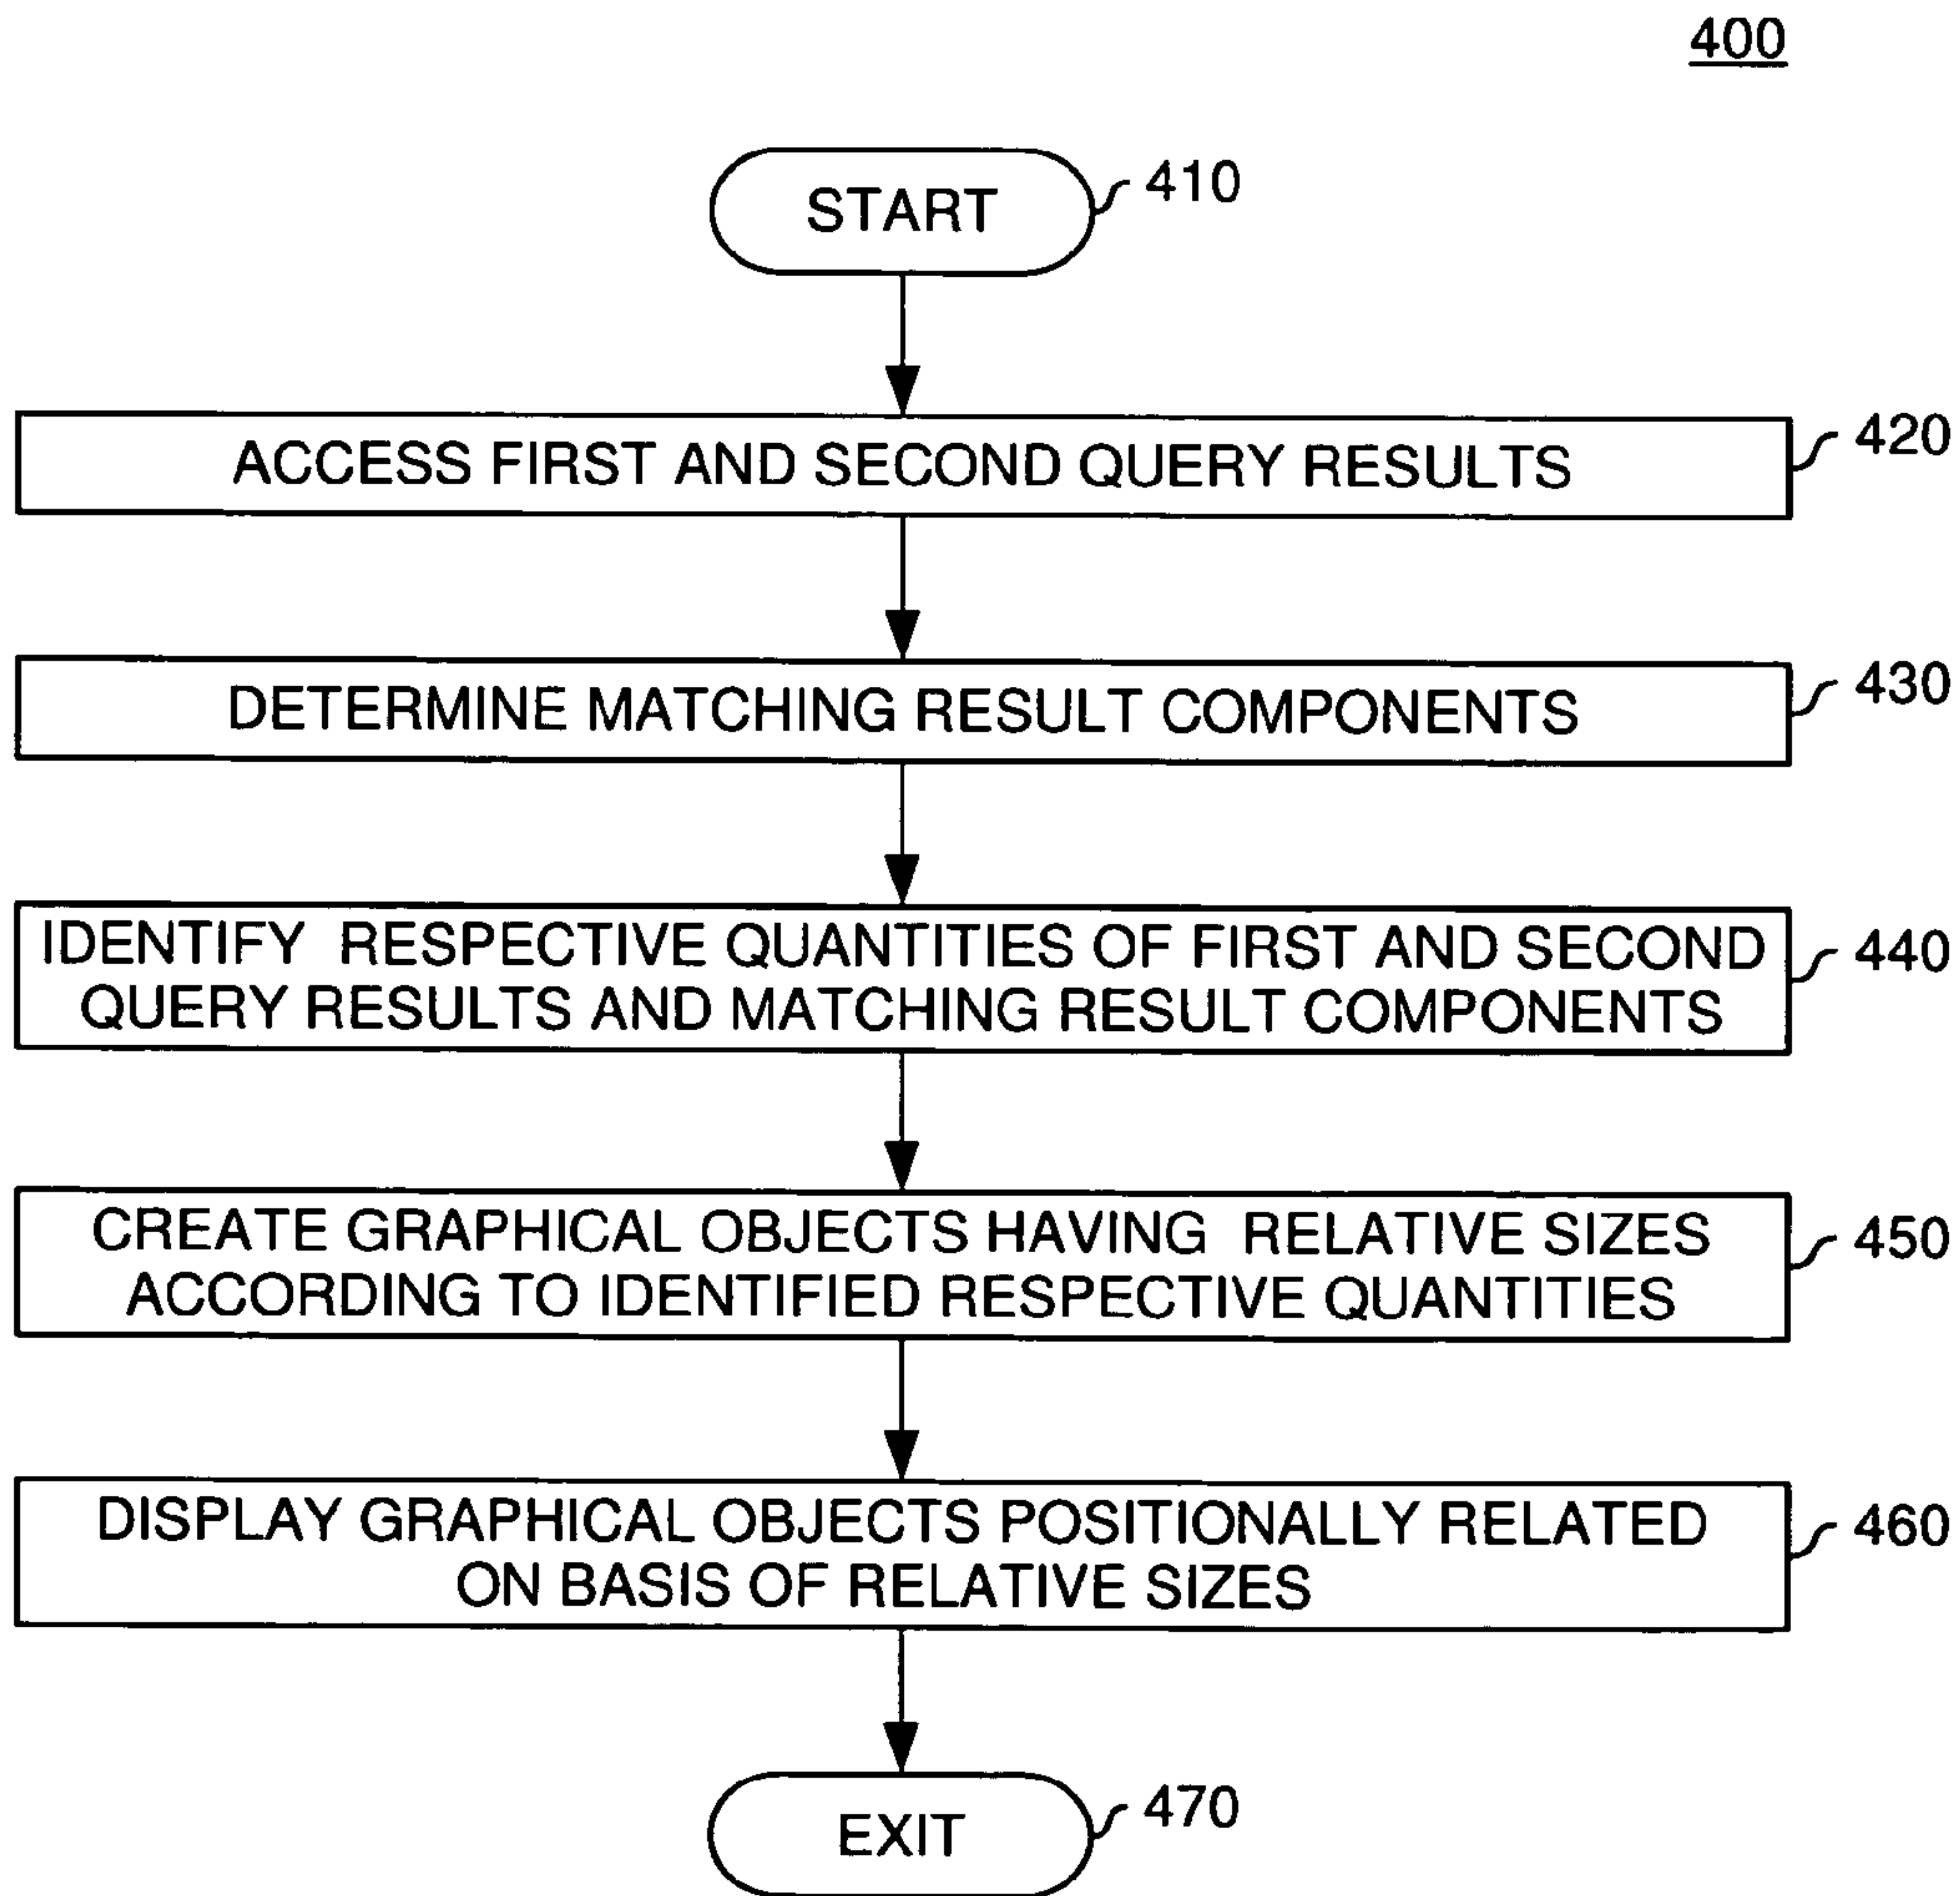 400
START
410
ACCESS FIRST AND SECOND QUERY RESULTS
420
DETERMINE MATCHING RESULT COMPONENTS
430
IDENTIFY RESPECTIVE QUANTITIES OF FIRST AND SECOND
QUERY RESULTS AND MATCHING RESULT COMPONENTS
440
CREATE GRAPHICAL OBJECTS HAVING RELATIVE SIZES
ACCORDING TO IDENTIFIED RESPECTIVE QUANTITIES
450
DISPLAY GRAPHICAL OBJECTS POSITIONALLY RELATED
ON BASIS OF RELATIVE SIZES
460
EXIT
470